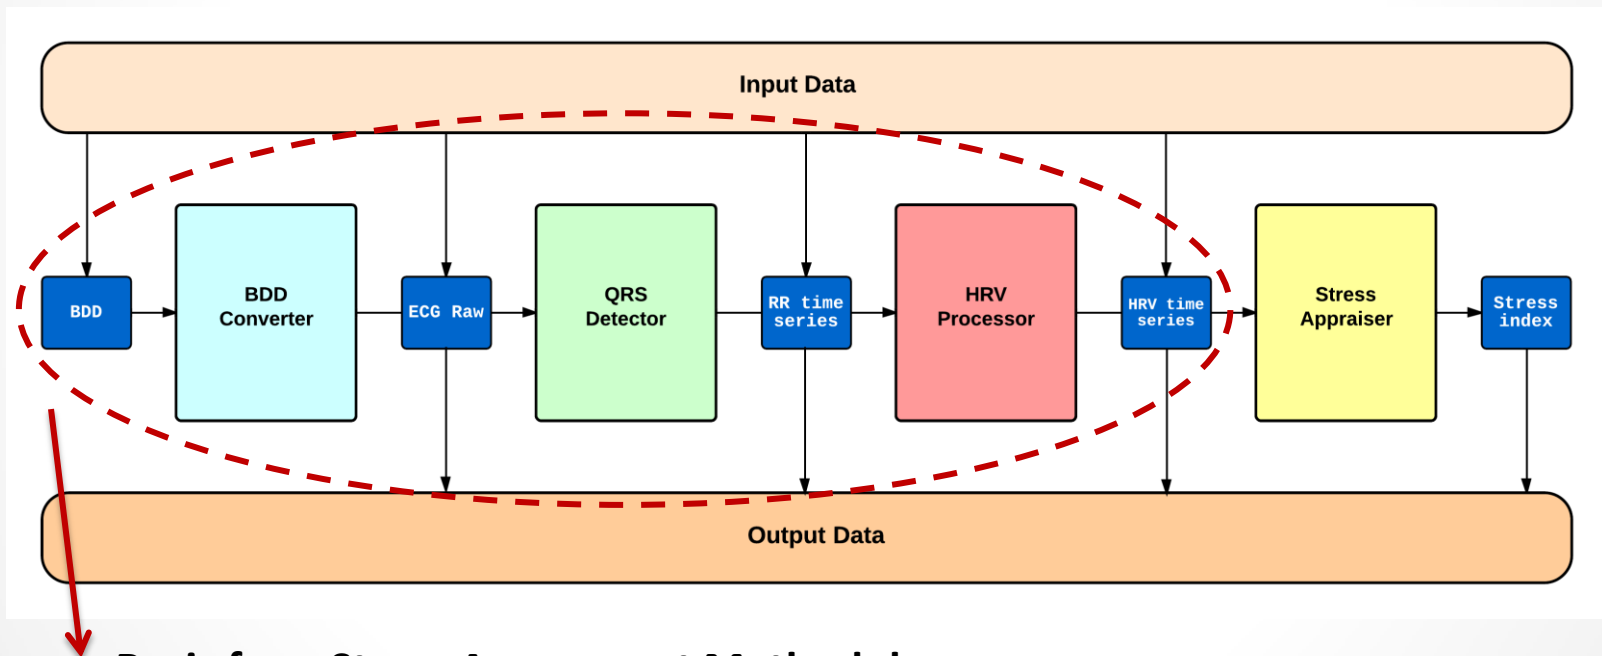 Input Data
BDD
BDD
Converter
ECG Raw
QRS
Detector
RR time
series
HRV
Processor
HRV time
series
Stress
Appraiser
Stress
index
Output Data